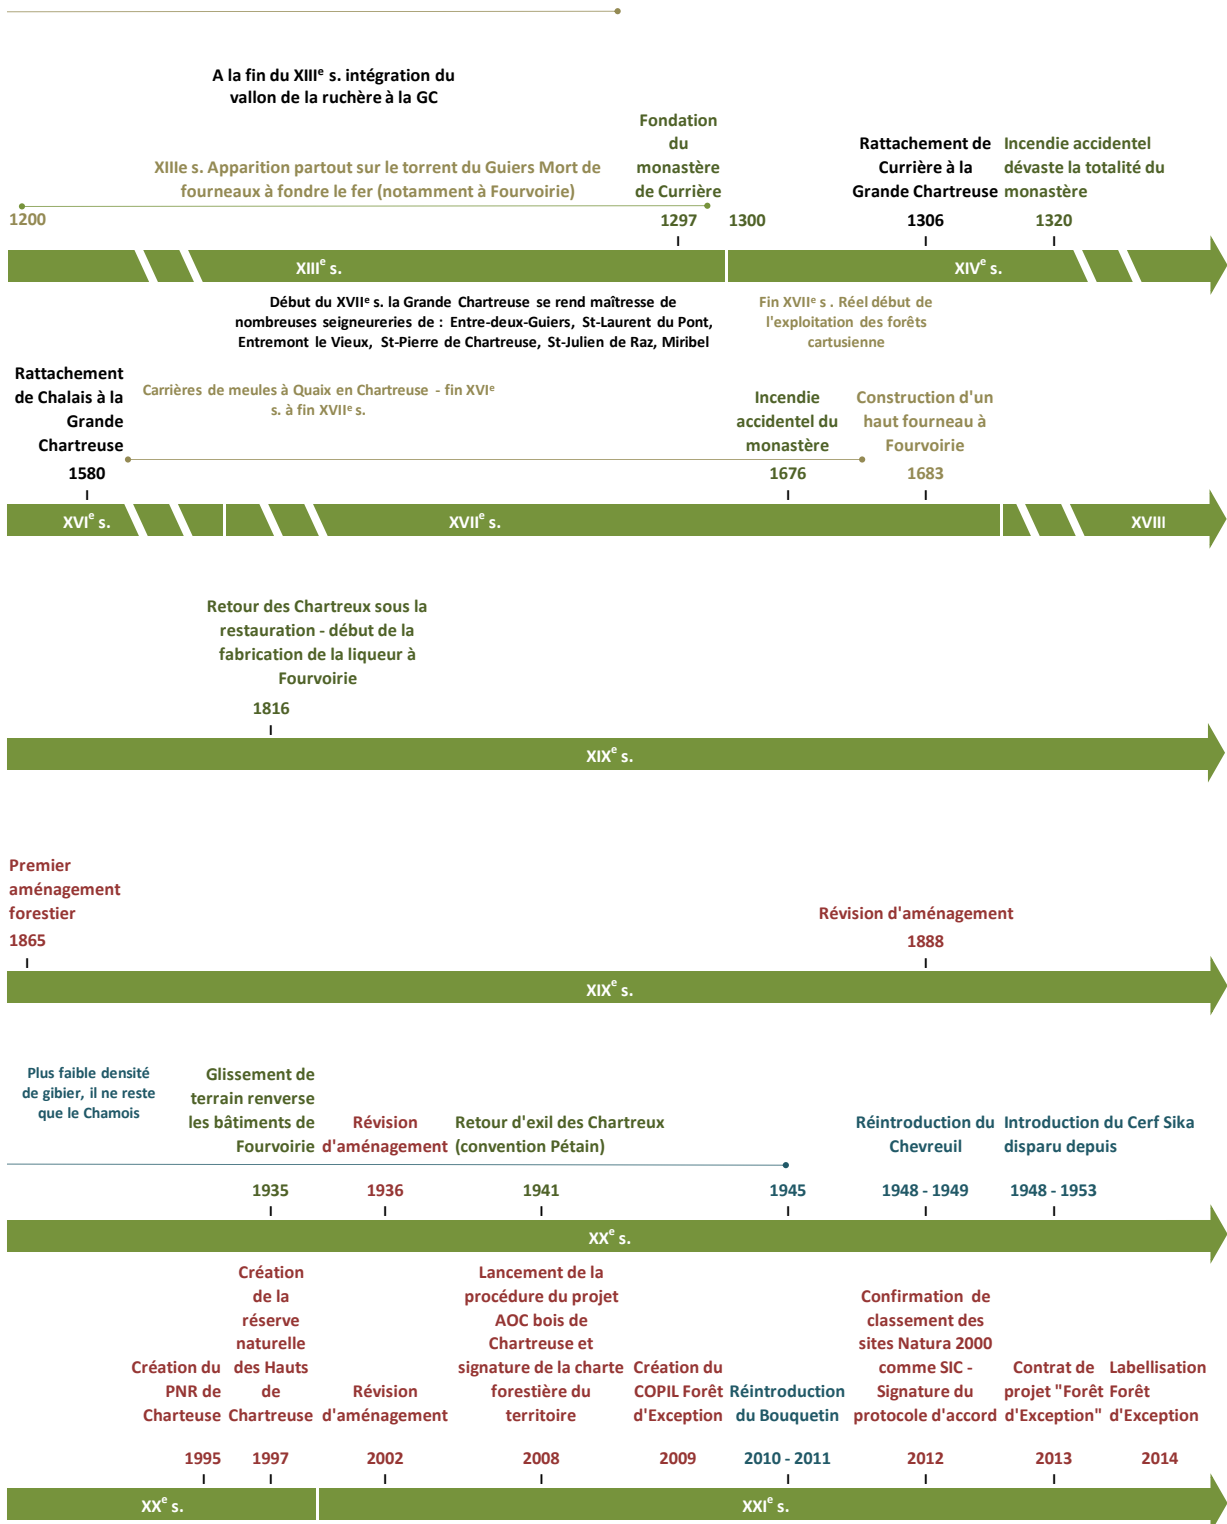 A la fin du XIIIe s. intégration du
vallon de la ruchère à la GC
XIIIe s. Apparition partout sur le torrent du Guiers Mort de
fourneaux à fondre le fer (notamment à Fourvoirie)
Fondation
du
monastère
de Currière
Rattachement de
Currière à la
Grande Chartreuse
Incendie accidentel
dévaste la totalité du
monastère
1200
1297
1300
1306
1320
XIIIe s.
XIVe s.
Début du XVIIe s. la Grande Chartreuse se rend maîtresse de
nombreuses seigneureries de : Entre-deux-Guiers, St-Laurent du Pont,
Entremont le Vieux, St-Pierre de Chartreuse, St-Julien de Raz, Miribel
Fin XVIIe s . Réel début de
l'exploitation des forêts
cartusienne
Rattachement
de Chalais à la
Grande
Chartreuse
Carrières de meules à Quaix en Chartreuse - fin XVIe
s. à fin XVIIe s.
Incendie
accidentel du
monastère
Construction d'un
haut fourneau à
Fourvoirie
1580
1676
1683
XVIe s.
XVIIe s.
XVIII
Retour des Chartreux sous la
restauration - début de la
fabrication de la liqueur à
Fourvoirie
1816
XIXe s.
Premier
aménagement
forestier
1865
Révision d'aménagement
1888
XIXe s.
Plus faible densité
de gibier, il ne reste
que le Chamois
Glissement de
terrain renverse
les bâtiments de
Fourvoirie
Révision
d'aménagement
Retour d'exil des Chartreux
(convention Pétain)
Réintroduction du
Chevreuil
Introduction du Cerf Sika
disparu depuis
1935
1936
1941
1945
1948 - 1949
1948 - 1953
XXe s.
Création du
PNR de
Charteuse
Création
de la
réserve
naturelle
des Hauts
de
Chartreuse
Révision
d'aménagement
Lancement de la
procédure du projet
AOC bois de
Chartreuse et
signature de la charte
forestière du
territoire
Création du
COPIL Forêt
d'Exception
Réintroduction
du Bouquetin
Confirmation de
classement des
sites Natura 2000
comme SIC -
Signature du
protocole d'accord
Contrat de
projet "Forêt
d'Exception"
Labellisation
Forêt
d'Exception
1995
1997
2002
2008
2009
2010 - 2011
2012
2013
2014
XXe s.
XXIe s.